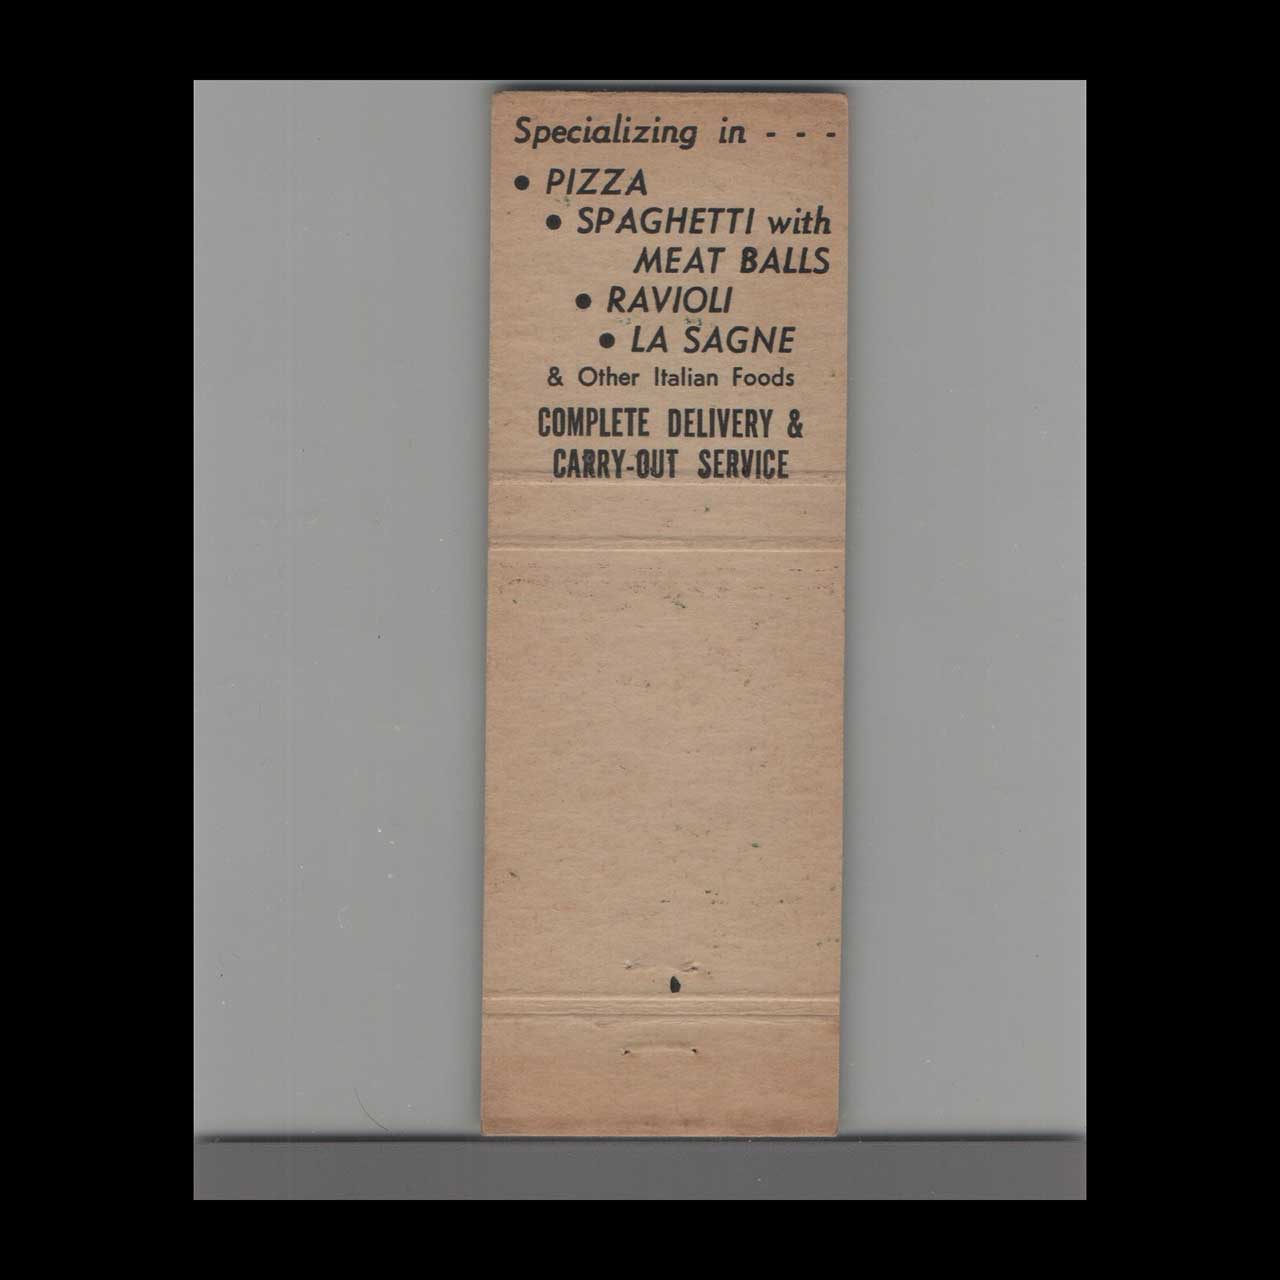 Specializing in - - -
• PIZZA
• SPAGHETTI with
MEAT BALLS
• RAVIOLI
• LA SAGNE
& Other Italian Foods
COMPLETE DELIVERY &
CARRY-OUT SERVICE